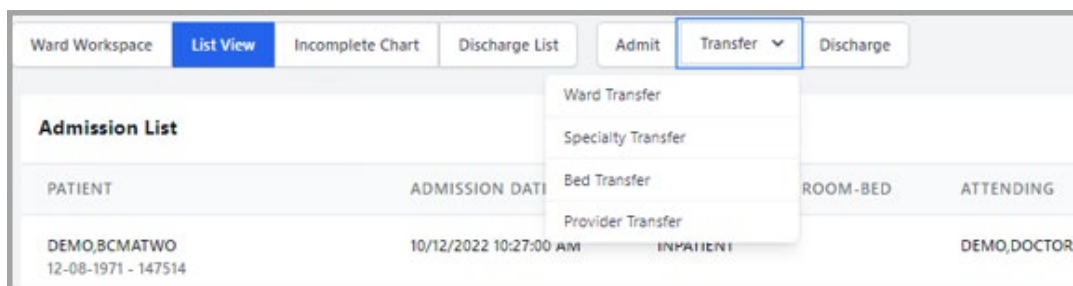 Ward Workspace List View Incomplete Chart Discharge List Admit Transfer Discharge
Ward Transfer
Admission List
Specialty Transfer
PATIENT ADMISSION DATE Bed Transfer ROOM-BED ATTENDING
Provider Transfer
DEMO,BCMATWO 10/12/2022 10:27:00 AM INPATIENT DEMO,DOCTOR
12-08-1971 - 147514